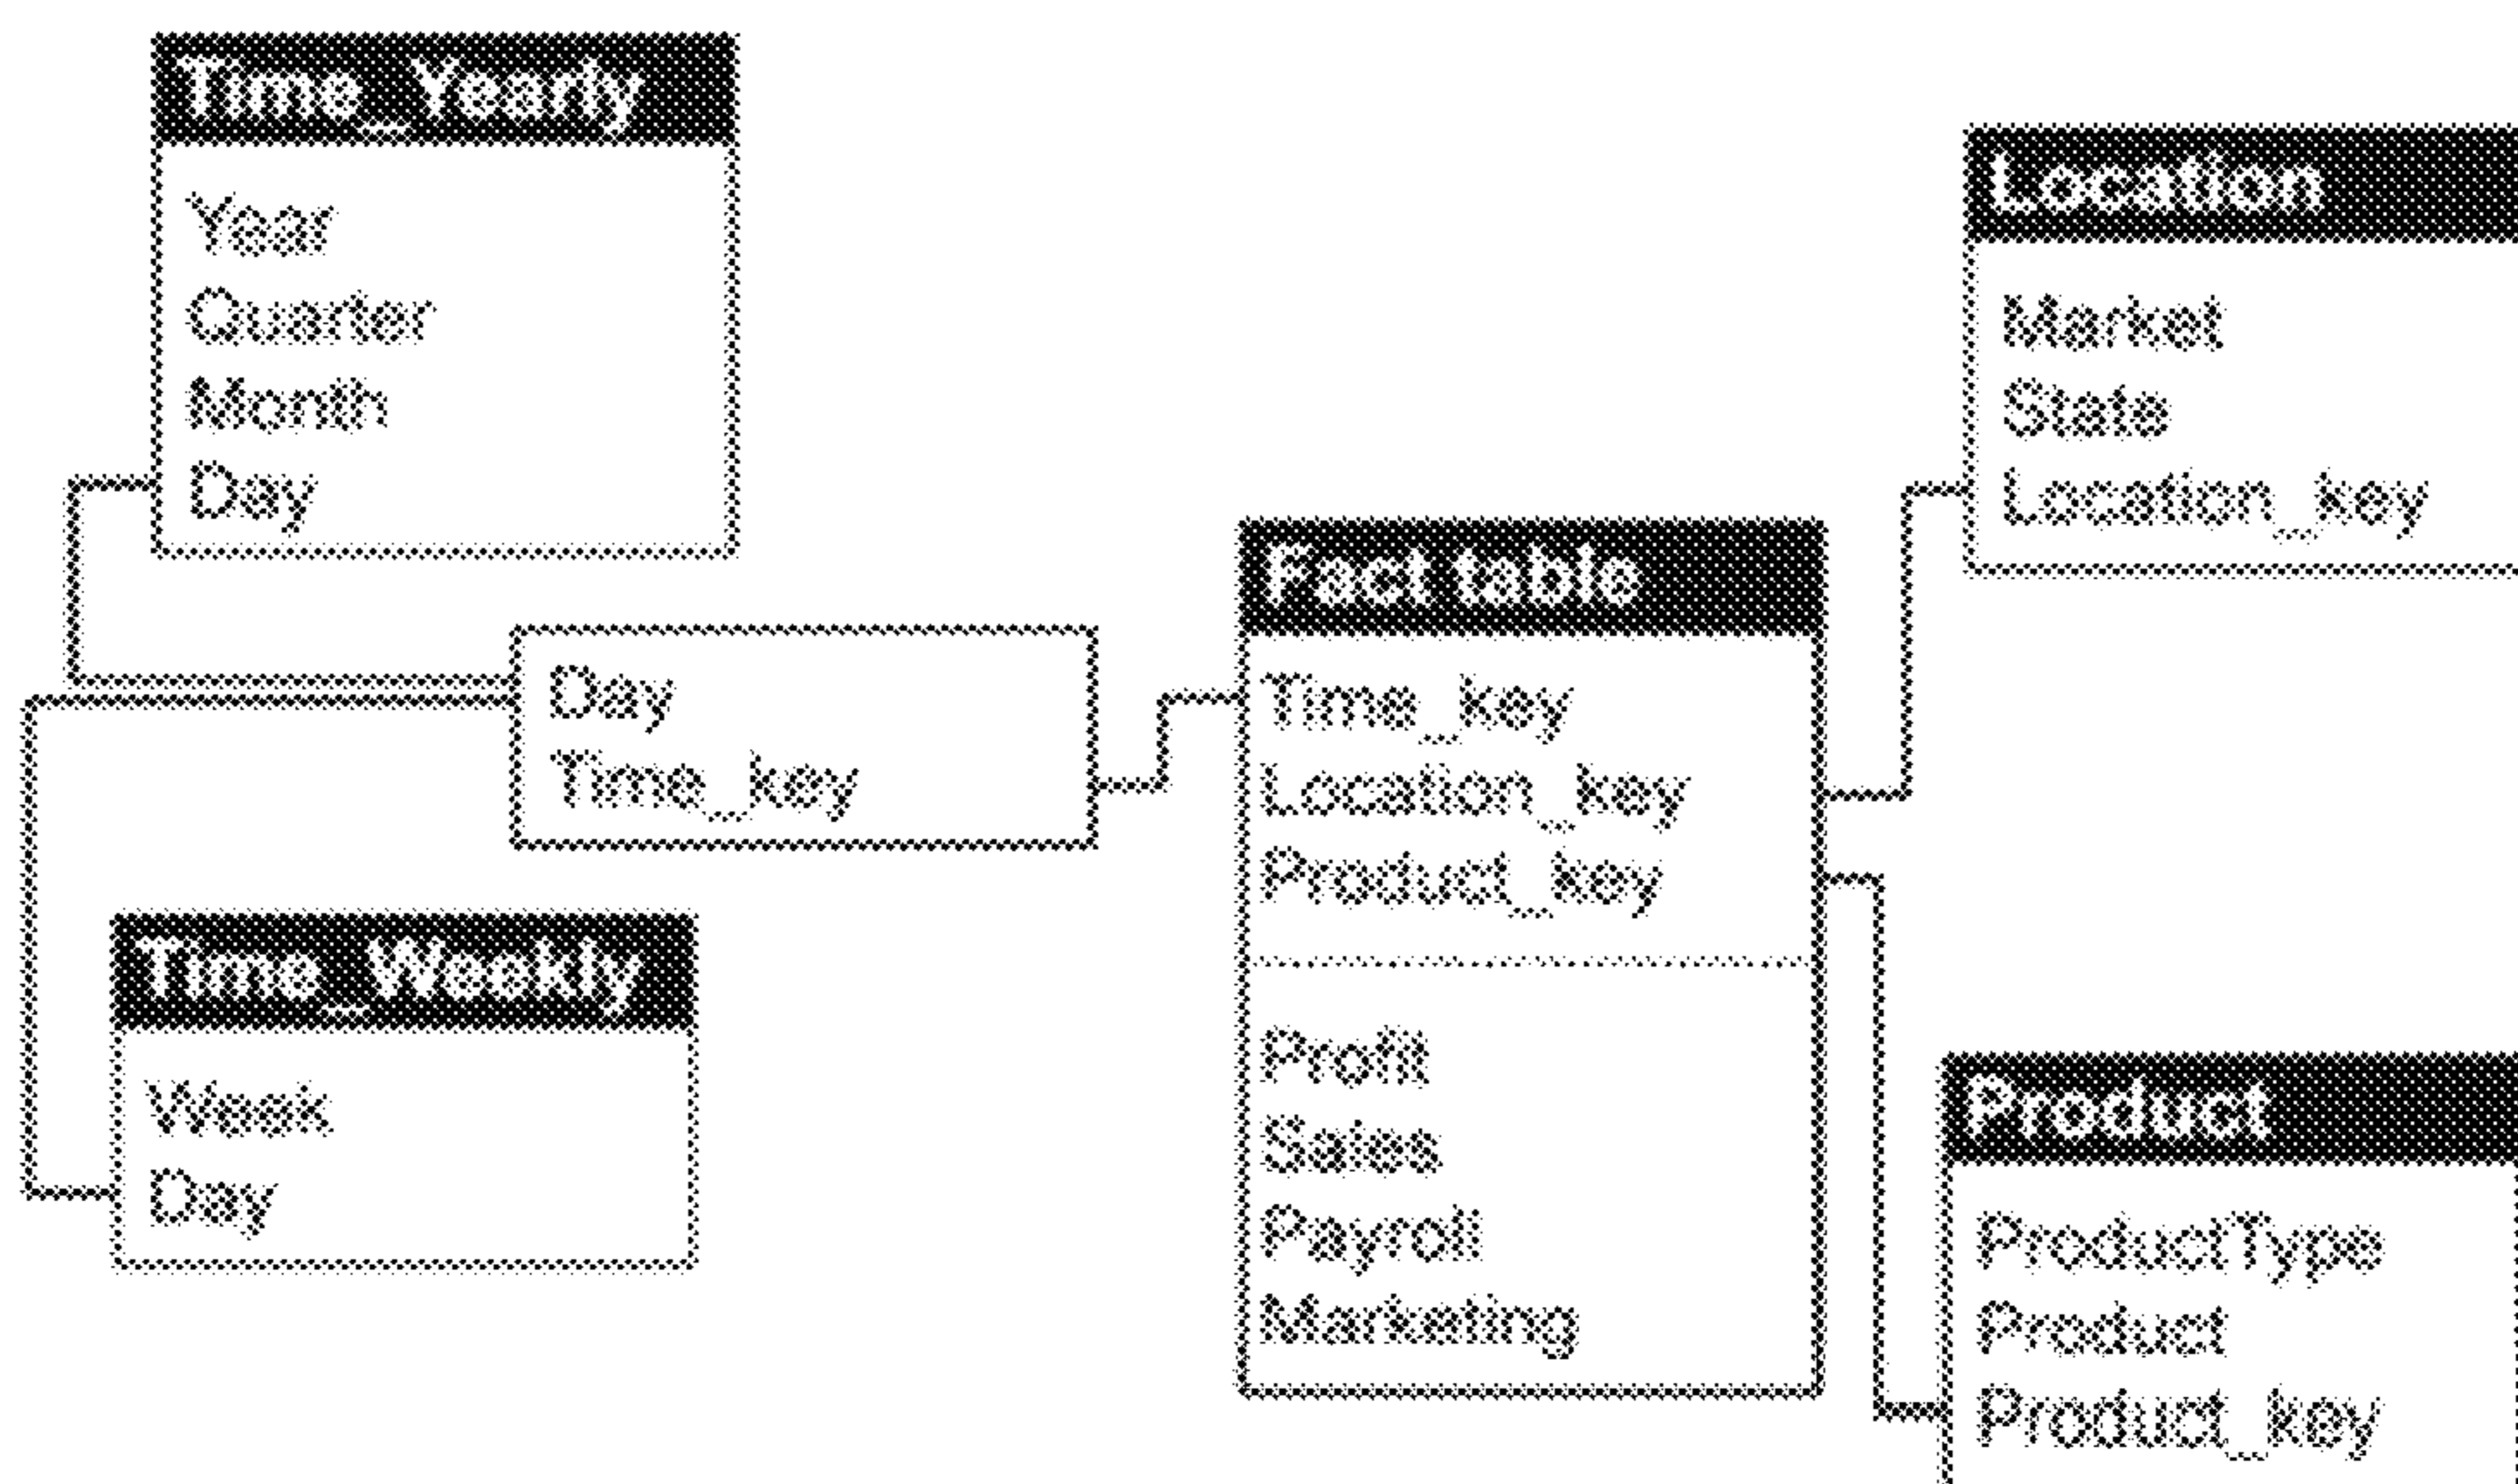 Time_Yearly
Year
Quarter
Month
Day
Day
Time_key
Time_Weekly
Week
Day
Fact table
Time_key
Location_key
Product_key
Profit
Sales
Payroll
Marketing
Location
Market
State
Location_key
Product
ProductType
Product
Product_key